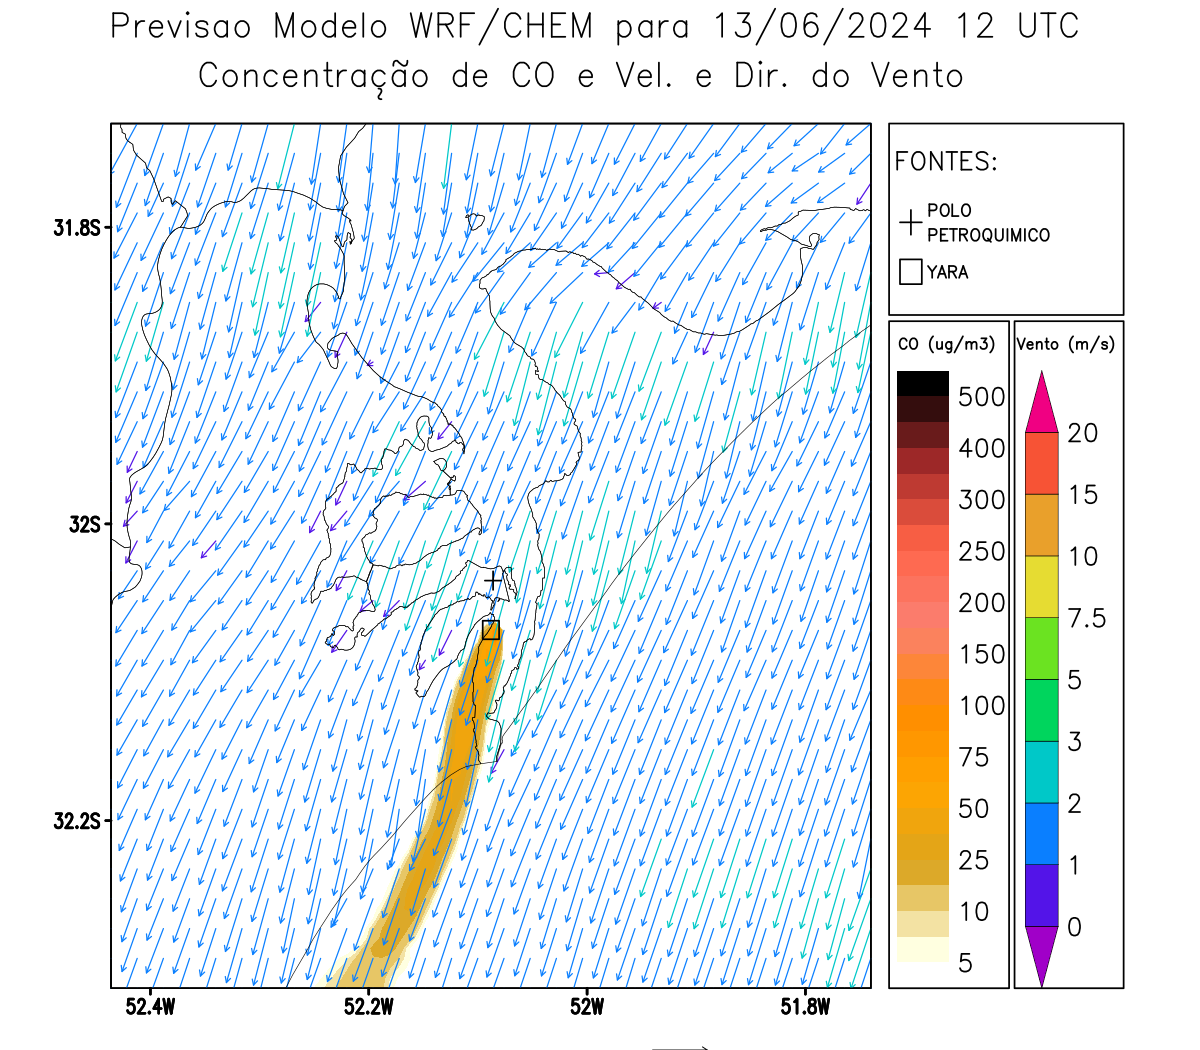 Previsao Modelo WRF/CHEM para 13/06/2024 12 UTC
Concentração de CO e Vel. e Dir. do Vento
FONTES:
POLO
PETROQUIMICO
YARA
31.8S
32S
32.2S
52.4W
52.2W
52W
51.8W
CO (ug/m3)
500
400
300
250
200
150
100
75
50
25
10
5
Vento (m/s)
20
15
10
7.5
5
3
2
1
0